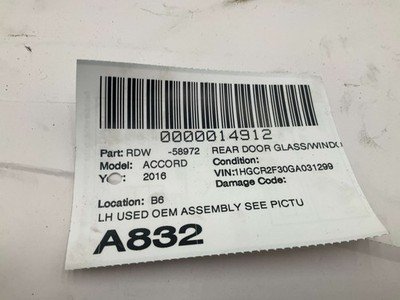 0000014912
Part: RDW -58972 REAR DOOR GLASS/WINDO
Model: ACCORD Condition:
2016 VIN:1HGCR2F30GA031299
Damage Code:
Location: B6
LH USED OEM ASSEMBLY SEE PICTU
A832